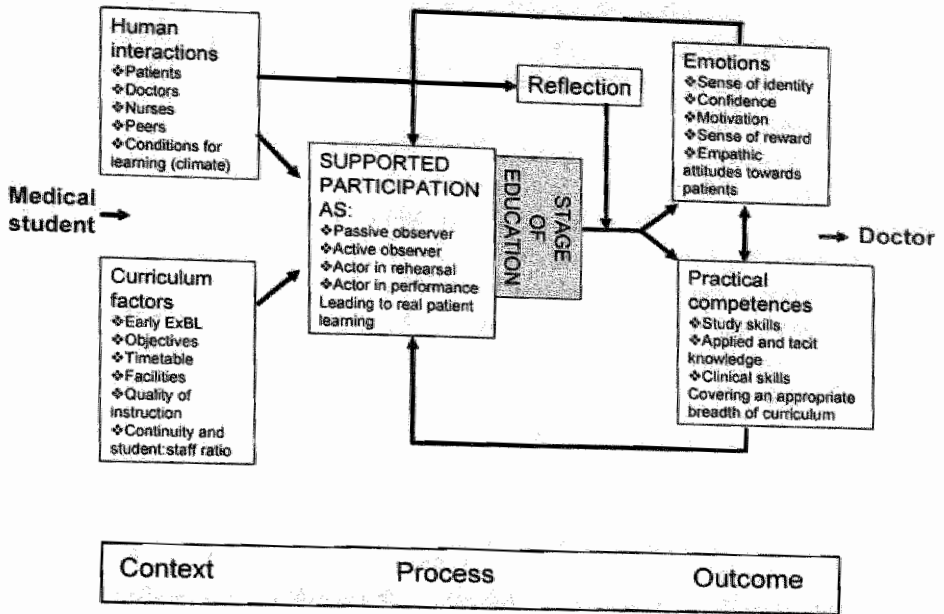 Human
interactions
❖Patients
❖Doctors
❖Nurses
❖Peers
❖Conditions for
learning (climate)
Medical
student
Curriculum
factors
❖Early ExBL
❖Objectives
❖Timetable
❖Facilities
❖Quality of
instruction
❖Continuity and
student:staff ratio
SUPPORTED
PARTICIPATION
AS:
❖Passive observer
❖Active observer
❖Actor in rehearsal
❖Actor in performance
Leading to real patient
learning
STAGE
OF
EDUCATION
Reflection
Emotions
❖Sense of identity
❖Confidence
❖Motivation
❖Sense of reward
❖Empathic
attitudes towards
patients
Doctor
Practical
competences
❖Study skills
❖Applied and tacit
knowledge
❖Clinical skills
Covering an appropriate
breadth of curriculum
Context Process Outcome